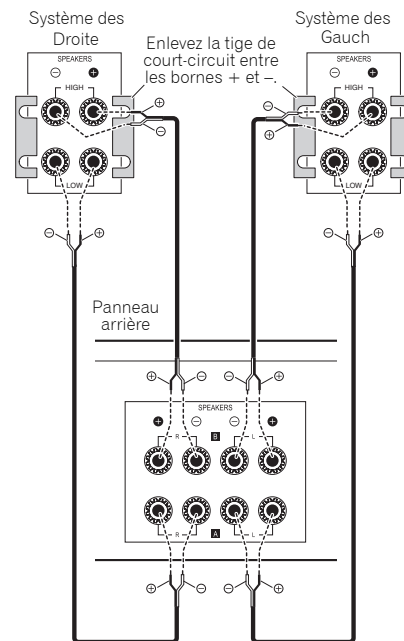 Système des
Droite
Enlevez la tige de
court-circuit entre
les bornes + et –.
Système des
Gauch
SPEAKERS
⊖ ⊕
HIGH
LOW
⊕
⊖
⊖ ⊕
SPEAKERS
⊖ ⊕
HIGH
LOW
⊖
⊕
⊖ ⊕
Panneau
arrière
⊕ ⊖ ⊖ ⊕
SPEAKERS
⊕ ⊖ ⊖ ⊕
R B L
R A L
⊕ ⊖ ⊖ ⊕